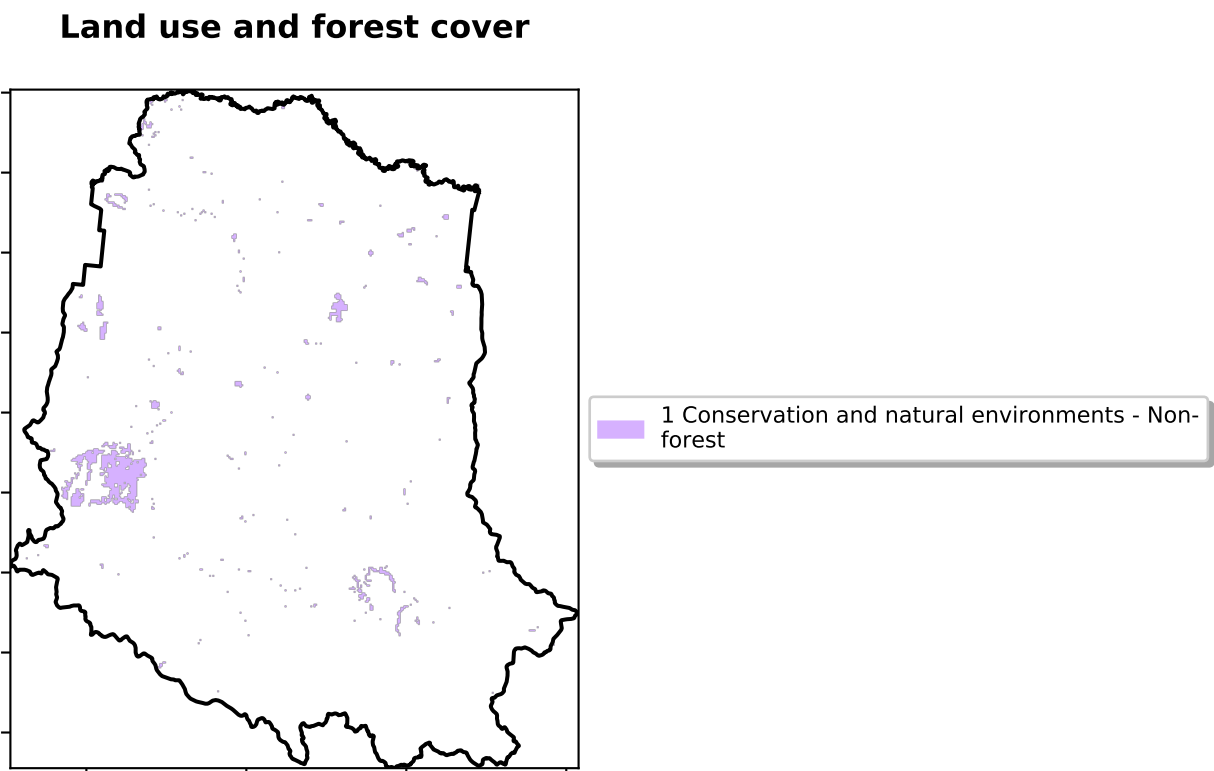 Land use and forest cover
1 Conservation and natural environments - Non-
forest